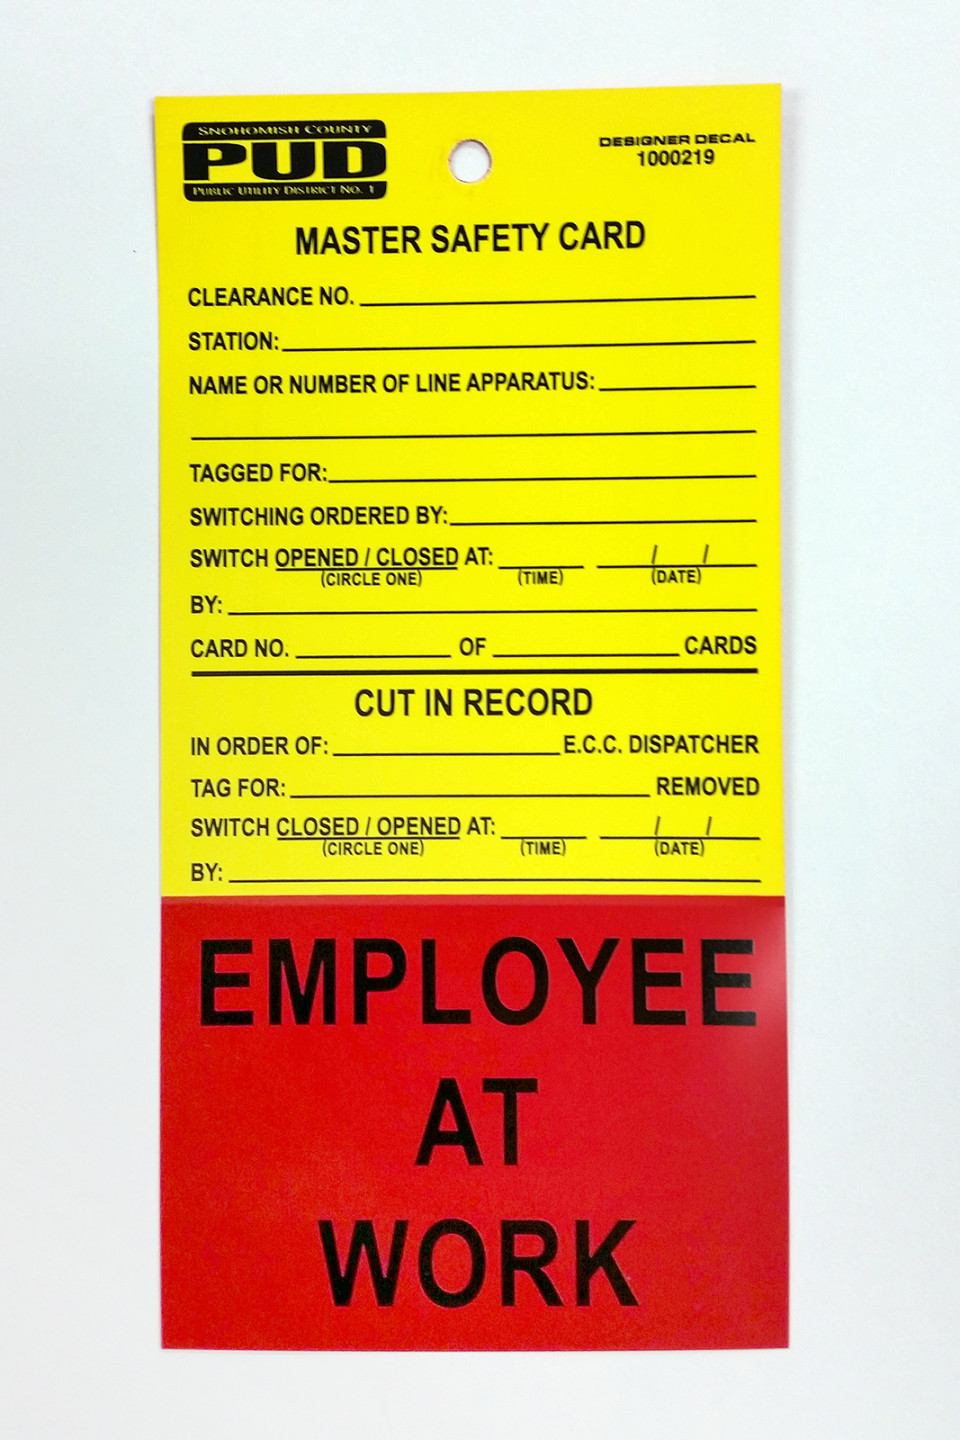 SNOHOMISH COUNTY
PUD
PUBLIC UTILITY DISTRICT NO. 1
DESIGNER DECAL
1000219
MASTER SAFETY CARD
CLEARANCE NO.
STATION:
NAME OR NUMBER OF LINE APPARATUS:
TAGGED FOR:
SWITCHING ORDERED BY:
SWITCH OPENED / CLOSED AT: / /
(CIRCLE ONE) (TIME) (DATE)
BY:
CARD NO. OF CARDS
CUT IN RECORD
IN ORDER OF: E.C.C. DISPATCHER
TAG FOR: REMOVED
SWITCH CLOSED / OPENED AT: / /
(CIRCLE ONE) (TIME) (DATE)
BY:
EMPLOYEE
AT
WORK